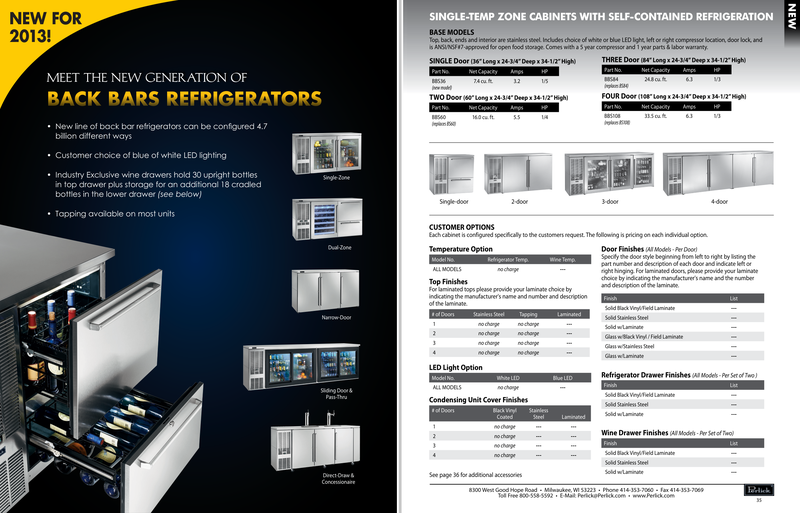 NEW FOR
2013!
MEET THE NEW GENERATION OF
BACK BARS REFRIGERATORS
• New line of back bar refrigerators can be configured 4.7
billion different ways
• Customer choice of blue of white LED lighting
• Industry Exclusive wine drawers hold 30 upright bottles
in top drawer plus storage for an additional 18 cradled
bottles in the lower drawer (see below)
• Tapping available on most units
Single-Zone
Dual-Zone
Narrow-Door
Sliding Door &
Pass-Thru
Direct-Draw &
Concessionaire
NEW
SINGLE-TEMP ZONE CABINETS WITH SELF-CONTAINED REFRIGERATION
BASE MODELS
Top, back, ends and interior are stainless steel. Includes choice of white or blue LED light, left or right compressor location, door lock, and
is ANSI/NSF#7-approved for open food storage. Comes with a 5 year compressor and 1 year parts & labor warranty.
SINGLE Door (36" Long x 24-3/4" Deep x 34-1/2" High)
Part No. Net Capacity Amps HP
BBS36 7.4 cu. ft. 3.2 1/5
(new model)
TWO Door (60" Long x 24-3/4" Deep x 34-1/2" High)
Part No. Net Capacity Amps HP
BBS60 16.0 cu. ft. 5.5 1/4
(replaces BS60)
THREE Door (84" Long x 24-3/4" Deep x 34-1/2" High)
Part No. Net Capacity Amps HP
BBS84 24.8 cu. ft. 6.3 1/3
(replaces BS84)
FOUR Door (108" Long x 24-3/4" Deep x 34-1/2" High)
Part No. Net Capacity Amps HP
BBS108 33.5 cu. ft. 6.3 1/3
(replaces BS108)
Single-door 2-door 3-door 4-door
CUSTOMER OPTIONS
Each cabinet is configured specifically to the customers request. The following is pricing on each individual option.
Temperature Option
Model No. Refrigerator Temp. Wine Temp.
ALL MODELS no charge ---
Top Finishes
For laminated tops please provide your laminate choice by
indicating the manufacturer's name and number and description
of the laminate.
# of Doors Stainless Steel Tapping Laminated
1 no charge no charge ---
2 no charge no charge ---
3 no charge no charge ---
4 no charge no charge ---
LED Light Option
Model No. White LED Blue LED
ALL MODELS no charge ---
Condensing Unit Cover Finishes
# of Doors Black Vinyl Coated Stainless Steel Laminated
1 no charge --- ---
2 no charge --- ---
3 no charge --- ---
4 no charge --- ---
See page 36 for additional accessories
Door Finishes (All Models - Per Door)
Specify the door style beginning from left to right by listing the
part number and description of each door and indicate left or
right hinging. For laminated doors, please provide your laminate
choice by indicating the manufacturer's name and the number
and description of the laminate.
Finish List
Solid Black Vinyl/Field Laminate ---
Solid Stainless Steel ---
Solid w/Laminate ---
Glass w/Black Vinyl / Field Laminate ---
Glass w/Stainless Steel ---
Glass w/Laminate ---
Refrigerator Drawer Finishes (All Models - Per Set of Two )
Finish List
Solid Black Vinyl/Field Laminate ---
Solid Stainless Steel ---
Solid w/Laminate ---
Wine Drawer Finishes (All Models - Per Set of Two)
Finish List
Solid Black Vinyl/Field Laminate ---
Solid Stainless Steel ---
Solid w/Laminate ---
8300 West Good Hope Road • Milwaukee, WI 53223 • Phone 414-353-7060 • Fax 414-353-7069
Toll Free 800-558-5592 • E-Mail: Perlick@Perlick.com • www.Perlick.com
Perlick
35